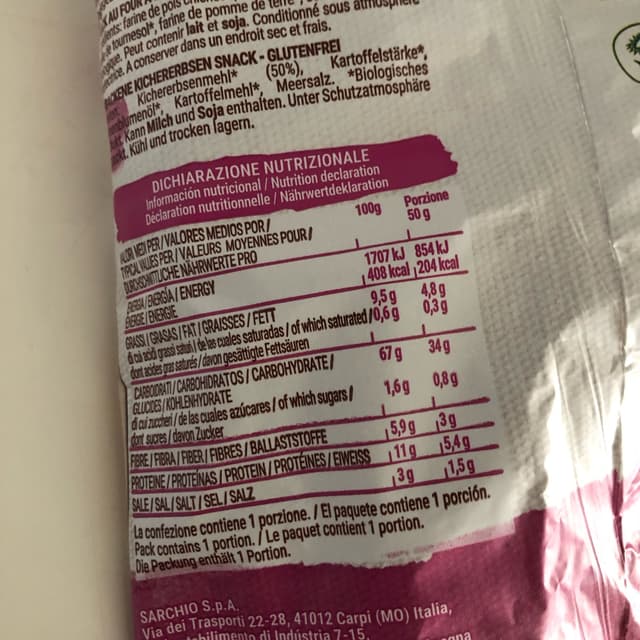 AU FOUR
farine de pois
tournesol*, farine de pomme de terre*,
Peut contenir lait et soja. Conditionné sous atmosphère
A conserver dans un endroit sec et frais.
KICHERERBSEN SNACK - GLUTENFREI
Kichererbsenmehl* (50%), Kartoffelstärke*,
Kartoffelmehl*, Meersalz. *Biologisches
Kann Milch und Soja enthalten. Unter Schutzatmosphäre
Kühl und trocken lagern.
DICHIARAZIONE NUTRIZIONALE
Información nutricional / Nutrition declaration
Déclaration nutritionnelle / Nährwertdeklaration
VALORI MEDI PER / VALORES MEDIOS POR / 100g Porzione
TYPICAL VALUES PER / VALEURS MOYENNES POUR / 50 g
DURCHSCHNITTLICHE NÄHRWERTE PRO
ENERGIA / ENERGÍA / ENERGY 1707 kJ 854 kJ
ÉNERGIE / ENERGIE 408 kcal 204 kcal
GRASSI / GRASAS / FAT / GRAISSES / FETT 9,5 g 4,8 g
di cui acidi grassi saturi / de las cuales saturadas / of which saturated / 0,6 g 0,3 g
dont acides gras saturés / davon gesättigte Fettsäuren
CARBOIDRATI / CARBOHIDRATOS / CARBOHYDRATE / 67 g 34 g
GLUCIDES / KOHLENHYDRATE
di cui zuccheri / de las cuales azúcares / of which sugars / 1,6 g 0,8 g
dont sucres / davon Zucker
FIBRE / FIBRA / FIBER / FIBRES / BALLASTSTOFFE 5,9 g 3 g
PROTEINE / PROTEÍNAS / PROTEIN / PROTÉINES / EIWEISS 11 g 5,4 g
SALE / SAL / SALT / SEL / SALZ 3 g 1,5 g
La confezione contiene 1 porzione. / El paquete contiene 1 porción.
Pack contains 1 portion. / Le paquet contient 1 portion.
Die Packung enthält 1 Portion.
SARCHIO S.p.A.
Via dei Trasporti 22-28, 41012 Carpi (MO) Italia,
stabilimento di Industria 7-15,